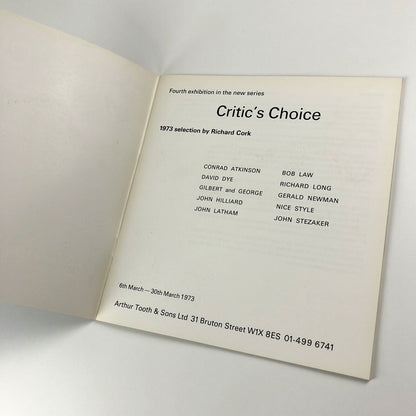 Fourth exhibition in the new series
Critic's Choice
1973 selection by Richard Cork
CONRAD ATKINSON
DAVID DYE
GILBERT and GEORGE
JOHN HILLIARD
JOHN LATHAM
BOB LAW
RICHARD LONG
GERALD NEWMAN
NICE STYLE
JOHN STEZAKER
6th March — 30th March 1973
Arthur Tooth & Sons Ltd 31 Bruton Street W1X 8ES 01-499 6741